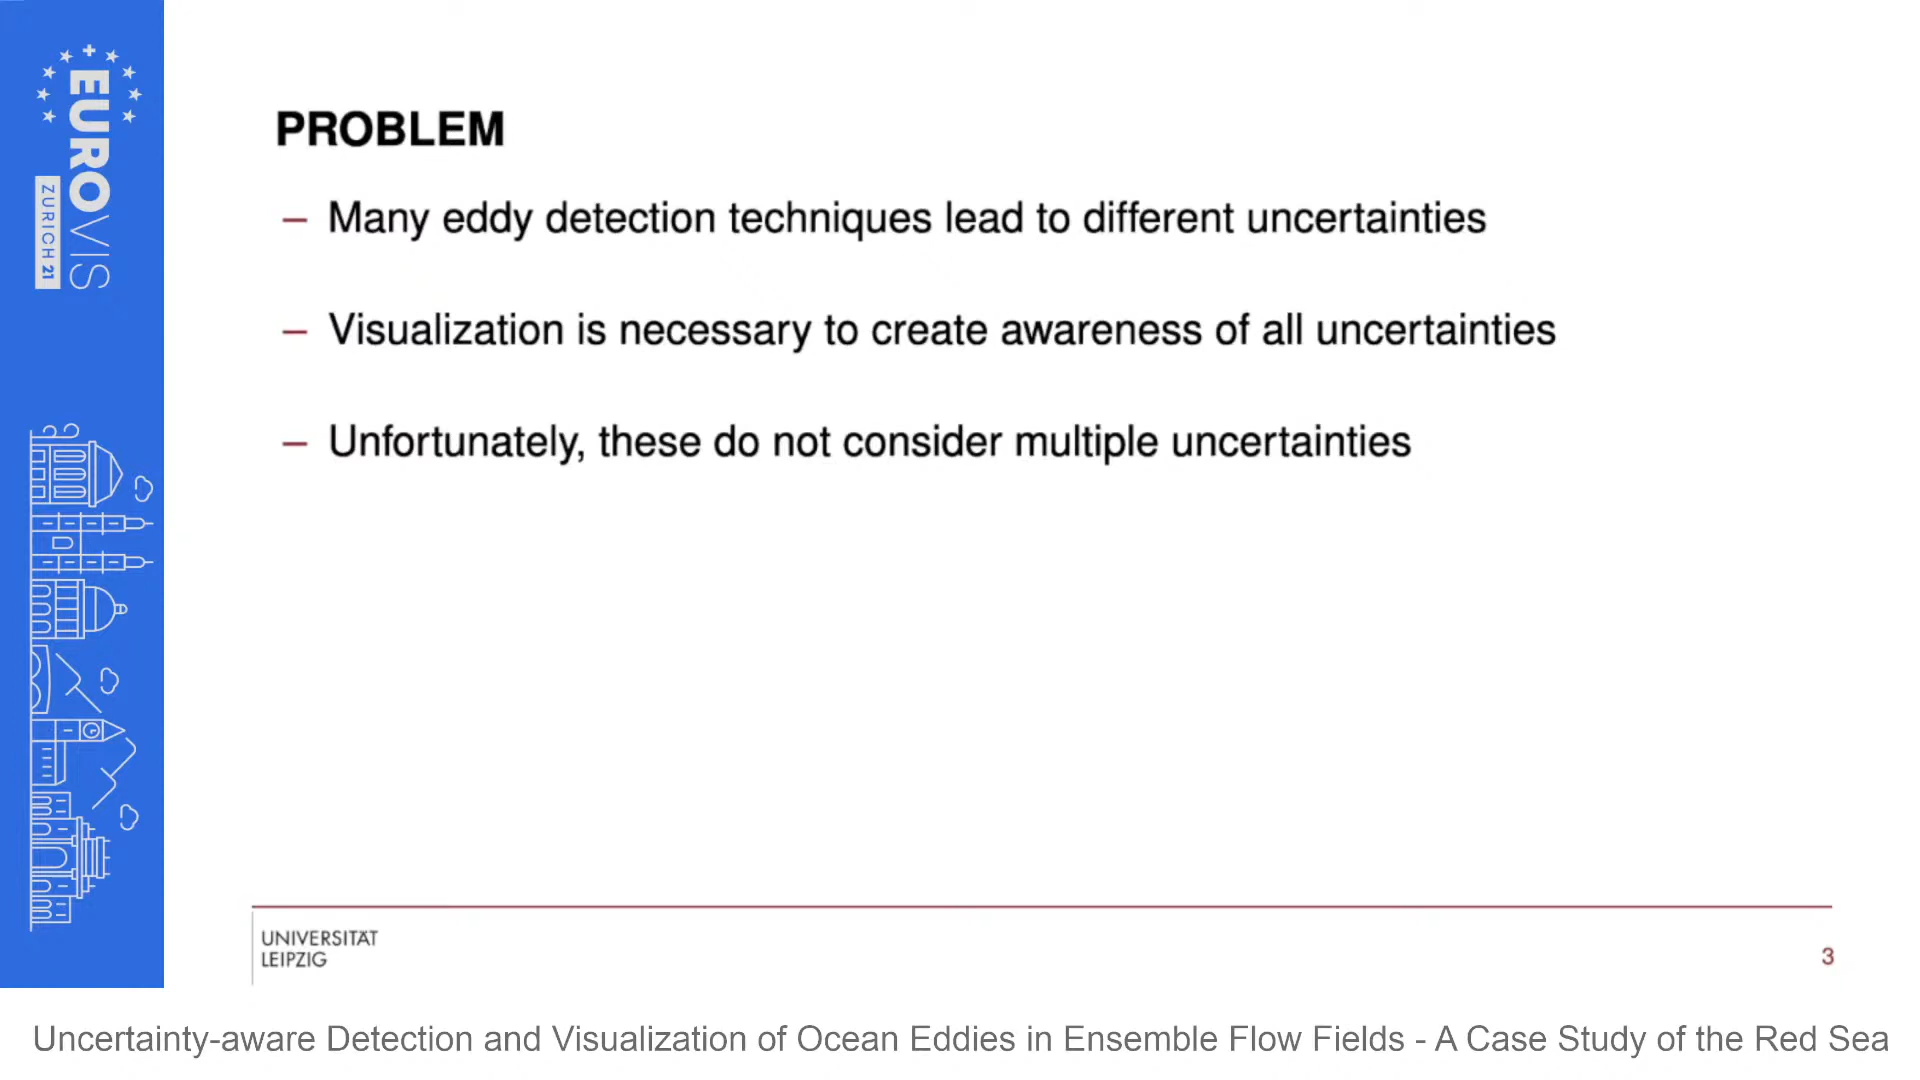 EUROVIS
ZURICH 21
PROBLEM
– Many eddy detection techniques lead to different uncertainties
– Visualization is necessary to create awareness of all uncertainties
– Unfortunately, these do not consider multiple uncertainties
UNIVERSITÄT
LEIPZIG
3
Uncertainty-aware Detection and Visualization of Ocean Eddies in Ensemble Flow Fields - A Case Study of the Red Sea